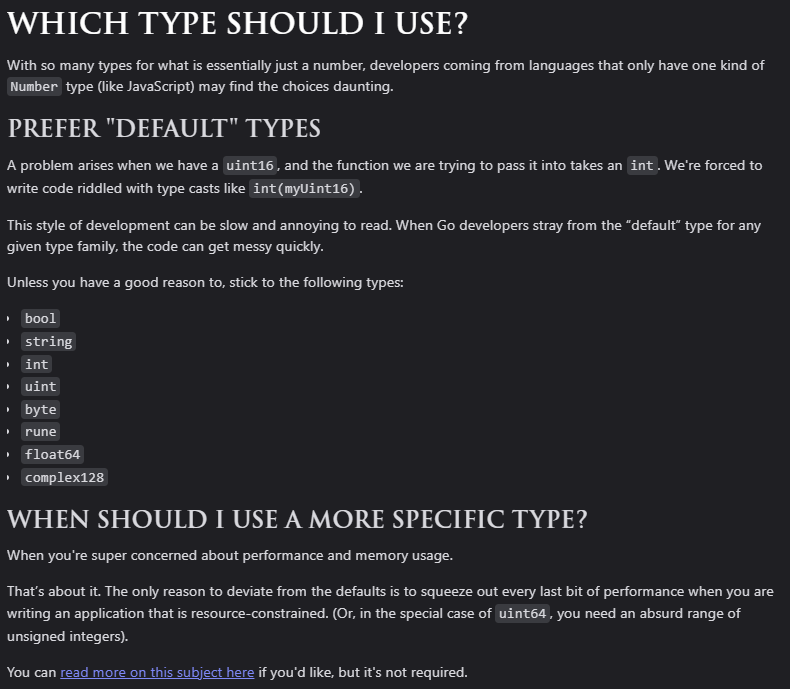 WHICH TYPE SHOULD I USE?
With so many types for what is essentially just a number, developers coming from languages that only have one kind of
Number type (like JavaScript) may find the choices daunting.
PREFER "DEFAULT" TYPES
A problem arises when we have a uint16, and the function we are trying to pass it into takes an int. We're forced to
write code riddled with type casts like int(myUint16).
This style of development can be slow and annoying to read. When Go developers stray from the “default” type for any
given type family, the code can get messy quickly.
Unless you have a good reason to, stick to the following types:
• bool
• string
• int
• uint
• byte
• rune
• float64
• complex128
WHEN SHOULD I USE A MORE SPECIFIC TYPE?
When you're super concerned about performance and memory usage.
That’s about it. The only reason to deviate from the defaults is to squeeze out every last bit of performance when you are
writing an application that is resource-constrained. (Or, in the special case of uint64, you need an absurd range of
unsigned integers).
You can read more on this subject here if you'd like, but it's not required.